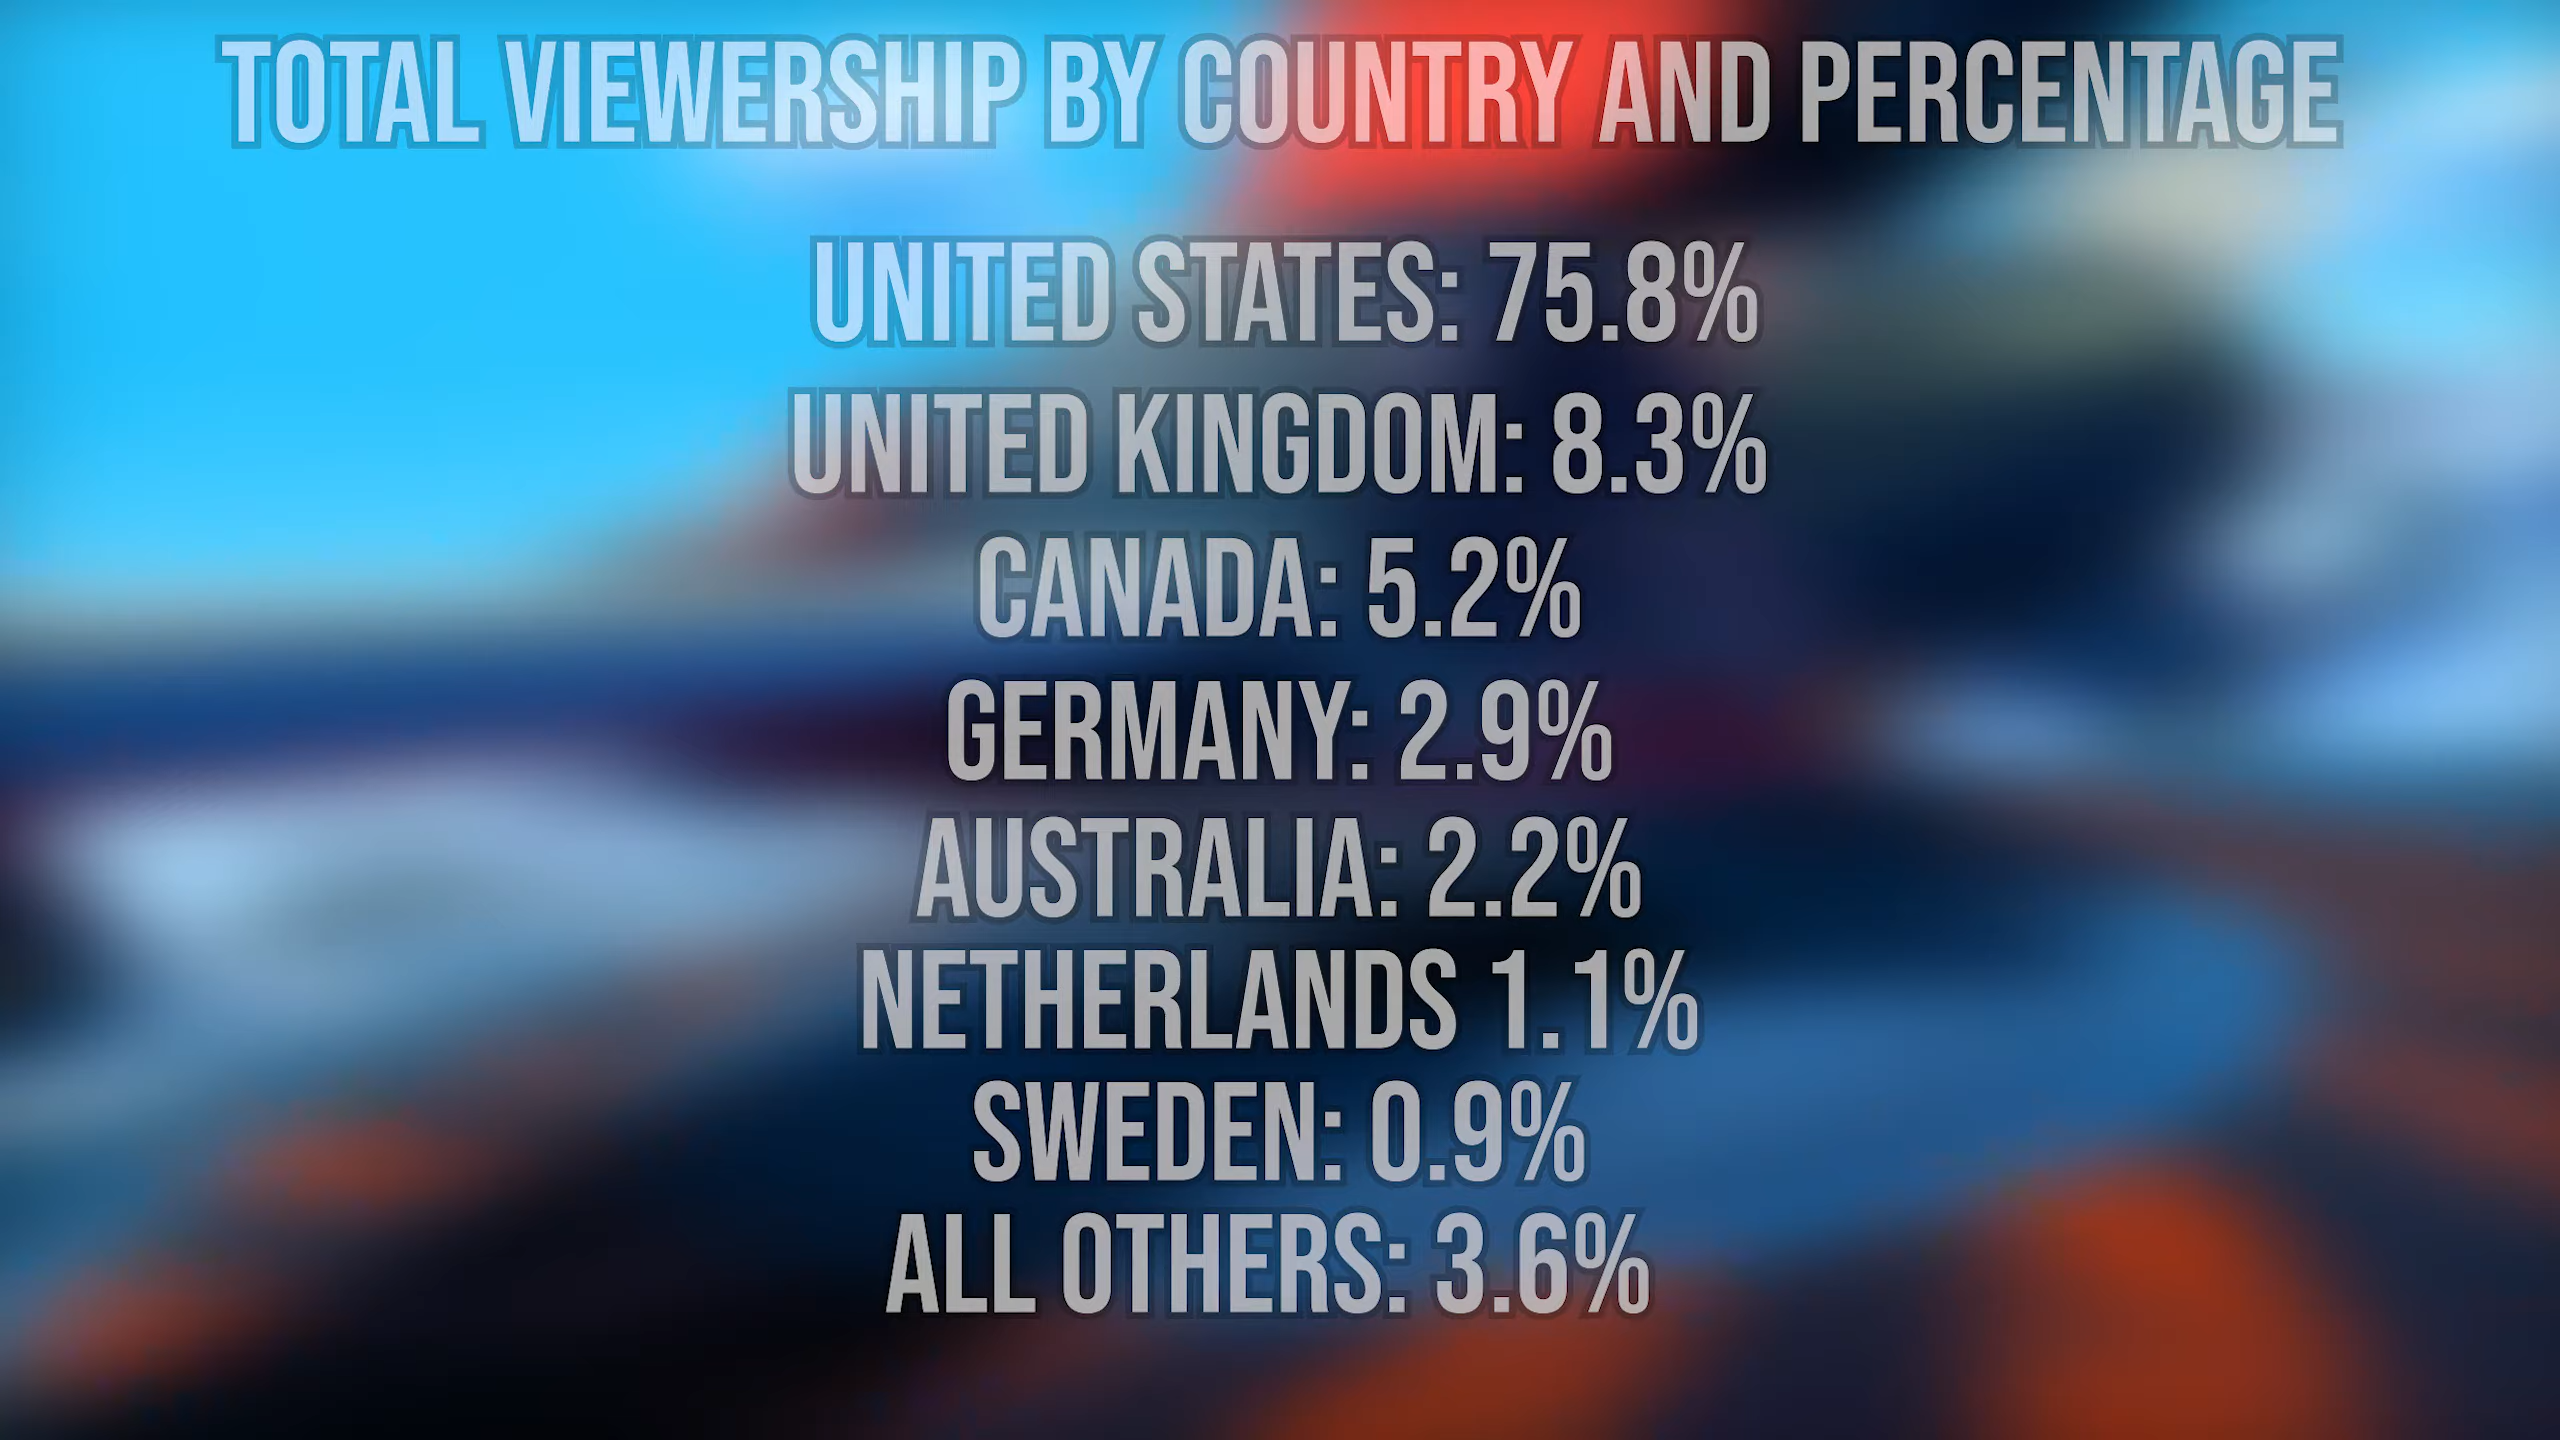 TOTAL VIEWERSHIP BY COUNTRY AND PERCENTAGE
UNITED STATES: 75.8%
UNITED KINGDOM: 8.3%
CANADA: 5.2%
GERMANY: 2.9%
AUSTRALIA: 2.2%
NETHERLANDS 1.1%
SWEDEN: 0.9%
ALL OTHERS: 3.6%